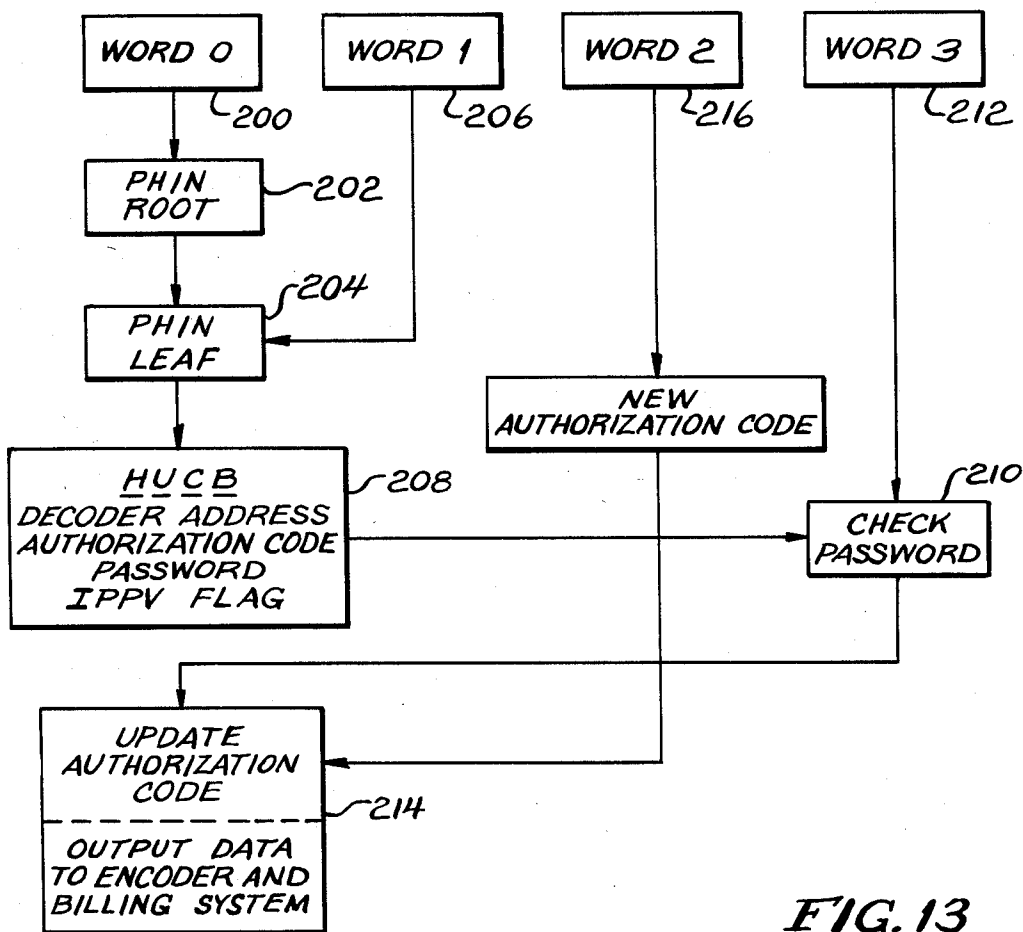 WORD 0
WORD 1
WORD 2
WORD 3
200
206
216
212
PHIN
ROOT
202
PHIN
LEAF
204
NEW
AUTHORIZATION CODE
HUCB
DECODER ADDRESS
AUTHORIZATION CODE
PASSWORD
IPPV FLAG
208
CHECK
PASSWORD
210
UPDATE
AUTHORIZATION
CODE
OUTPUT DATA
TO ENCODER AND
BILLING SYSTEM
214
FIG. 13